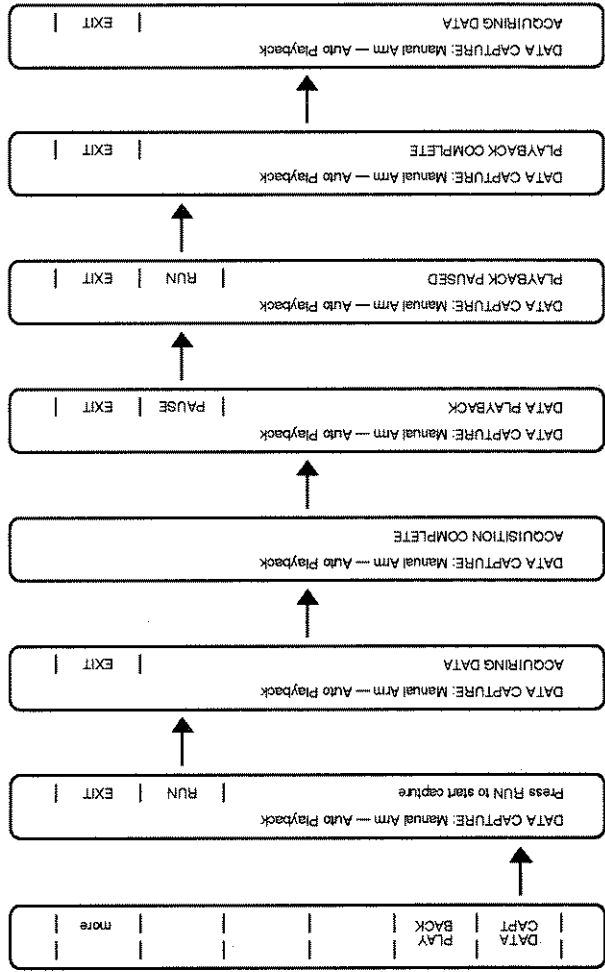 DATA PLAY
CAPT BACK more
DATA CAPTURE: Manual Arm — Auto Playback
Press RUN to start capture RUN EXIT
DATA CAPTURE: Manual Arm — Auto Playback
ACQUIRING DATA EXIT
DATA CAPTURE: Manual Arm — Auto Playback
ACQUISITION COMPLETE
DATA CAPTURE: Manual Arm — Auto Playback
DATA PLAYBACK PAUSE EXIT
DATA CAPTURE: Manual Arm — Auto Playback
PLAYBACK PAUSED RUN EXIT
DATA CAPTURE: Manual Arm — Auto Playback
PLAYBACK COMPLETE EXIT
DATA CAPTURE: Manual Arm — Auto Playback
ACQUIRING DATA EXIT